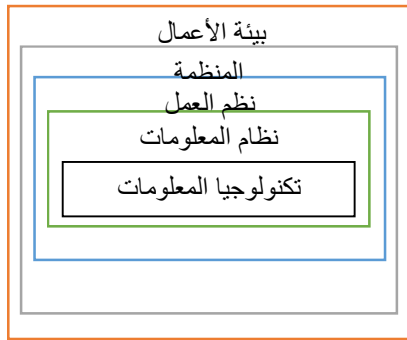 بيئة الأعمال
المنظمة
نظم العمل
نظام المعلومات
تكنولوجيا المعلومات